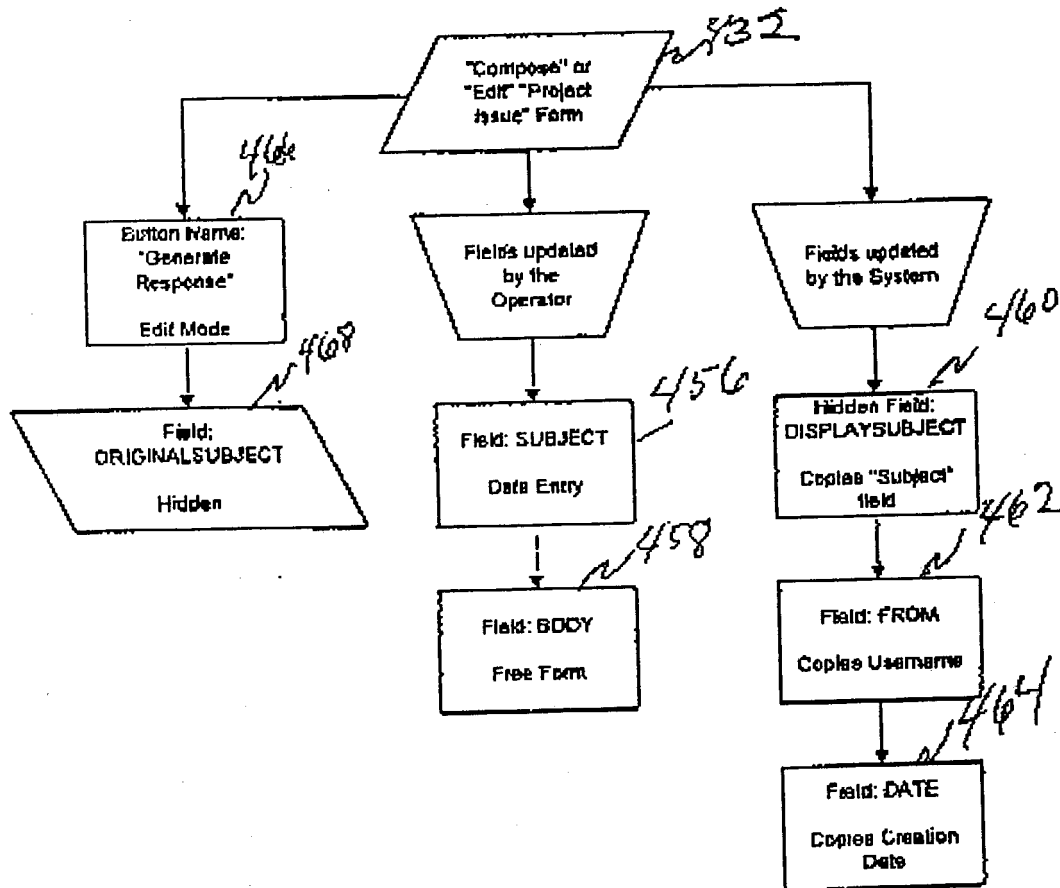 "Compose" or
"Edit" "Project
Issue" Form
532
466
Button Name:
"Generate
Response"
Edit Mode
468
Field:
ORIGINALSUBJECT
Hidden
Fields updated
by the
Operator
456
Field: SUBJECT
Data Entry
458
Field: BODY
Free Form
Fields updated
by the System
460
Hidden Field:
DISPLAYSUBJECT
Copies "Subject"
field
462
Field: FROM
Copies Username
464
Field: DATE
Copies Creation
Date